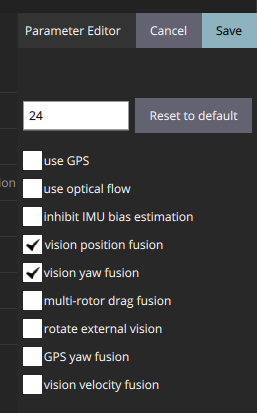 Parameter Editor Cancel Save
24 Reset to default
use GPS
ion use optical flow
inhibit IMU bias estimation
vision position fusion
vision yaw fusion
multi-rotor drag fusion
rotate external vision
GPS yaw fusion
vision velocity fusion